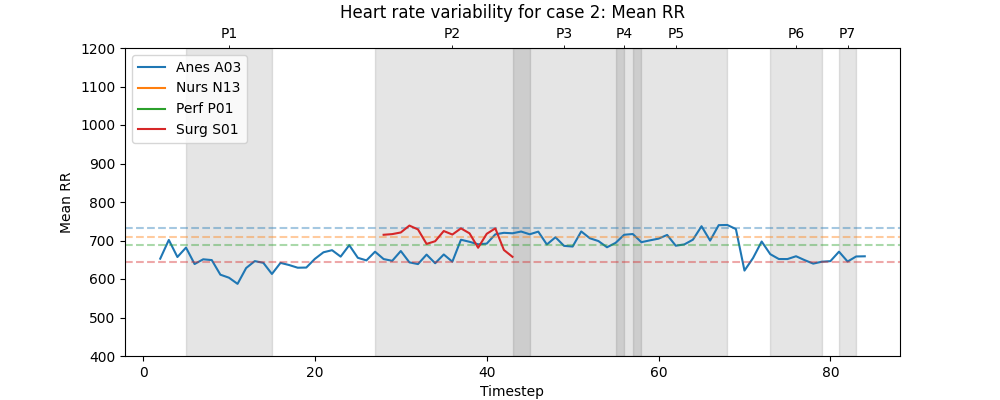 Heart rate variability for case 2: Mean RR
P1 P2 P3 P4 P5 P6 P7
1200
1100
1000
900
800
700
600
500
400
Mean RR
Anes A03
Nurs N13
Perf P01
Surg S01
0 20 40 60 80
Timestep